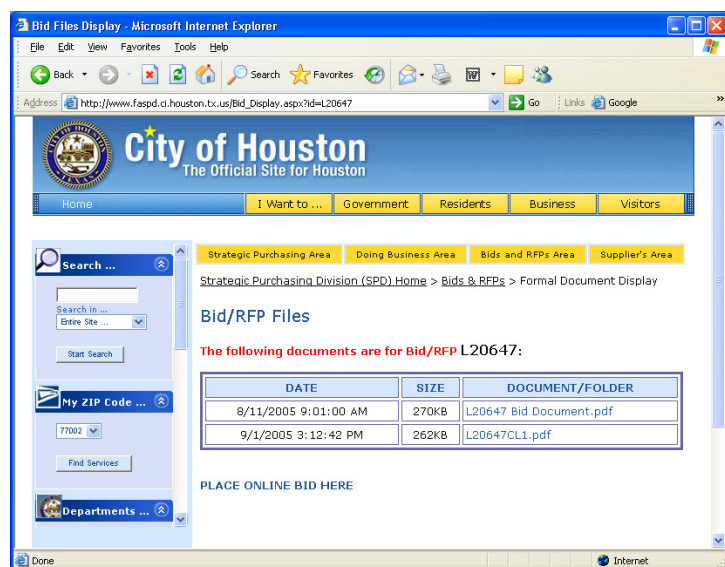 Bid Files Display - Microsoft Internet Explorer
File Edit View Favorites Tools Help
Back Search Favorites
Address http://www.faspd.ci.houston.tx.us/Bid_Display.aspx?id=L20647 Go Links Google »
City of Houston
The Official Site for Houston
Home I Want to ... Government Residents Business Visitors
Search ...
Search in ...
Entire Site ...
Start Search
My ZIP Code ...
77002
Find Services
Departments ...
Strategic Purchasing Area Doing Business Area Bids and RFPs Area Supplier's Area
Strategic Purchasing Division (SPD) Home > Bids & RFPs > Formal Document Display
Bid/RFP Files
The following documents are for Bid/RFP L20647:
DATE SIZE DOCUMENT/FOLDER
8/11/2005 9:01:00 AM 270KB L20647 Bid Document.pdf
9/1/2005 3:12:42 PM 262KB L20647CL1.pdf
PLACE ONLINE BID HERE
Done Internet